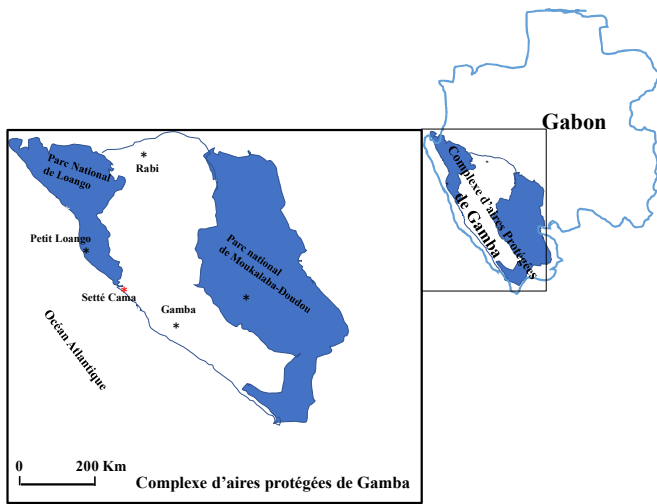 Gabon
Complexe d'aires Protégées
de Gamba
Parc National
de Loango
*
Rabi
Petit Loango
*
Parc national
de Moukalaba-Doudou
*
*
Setté Cama
Gamba
*
Océan Atlantique
0 200 Km
Complexe d'aires protégées de Gamba